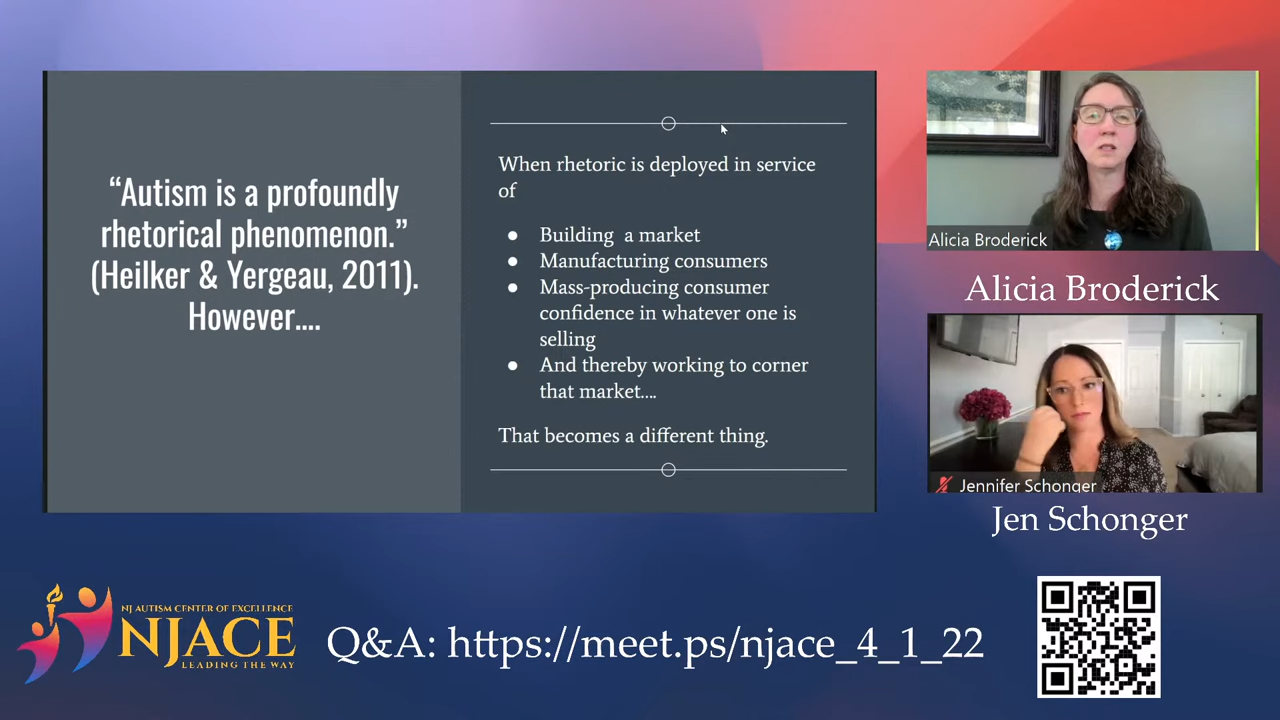 “Autism is a profoundly
rhetorical phenomenon.”
(Heilker & Yergeau, 2011).
However....
When rhetoric is deployed in service
of
● Building a market
● Manufacturing consumers
● Mass-producing consumer
confidence in whatever one is
selling
● And thereby working to corner
that market....
That becomes a different thing.
Alicia Broderick
Alicia Broderick
Jennifer Schonger
Jen Schonger
NJ AUTISM CENTER OF EXCELLENCE
NJACE
LEADING THE WAY
Q&A: https://meet.ps/njace_4_1_22